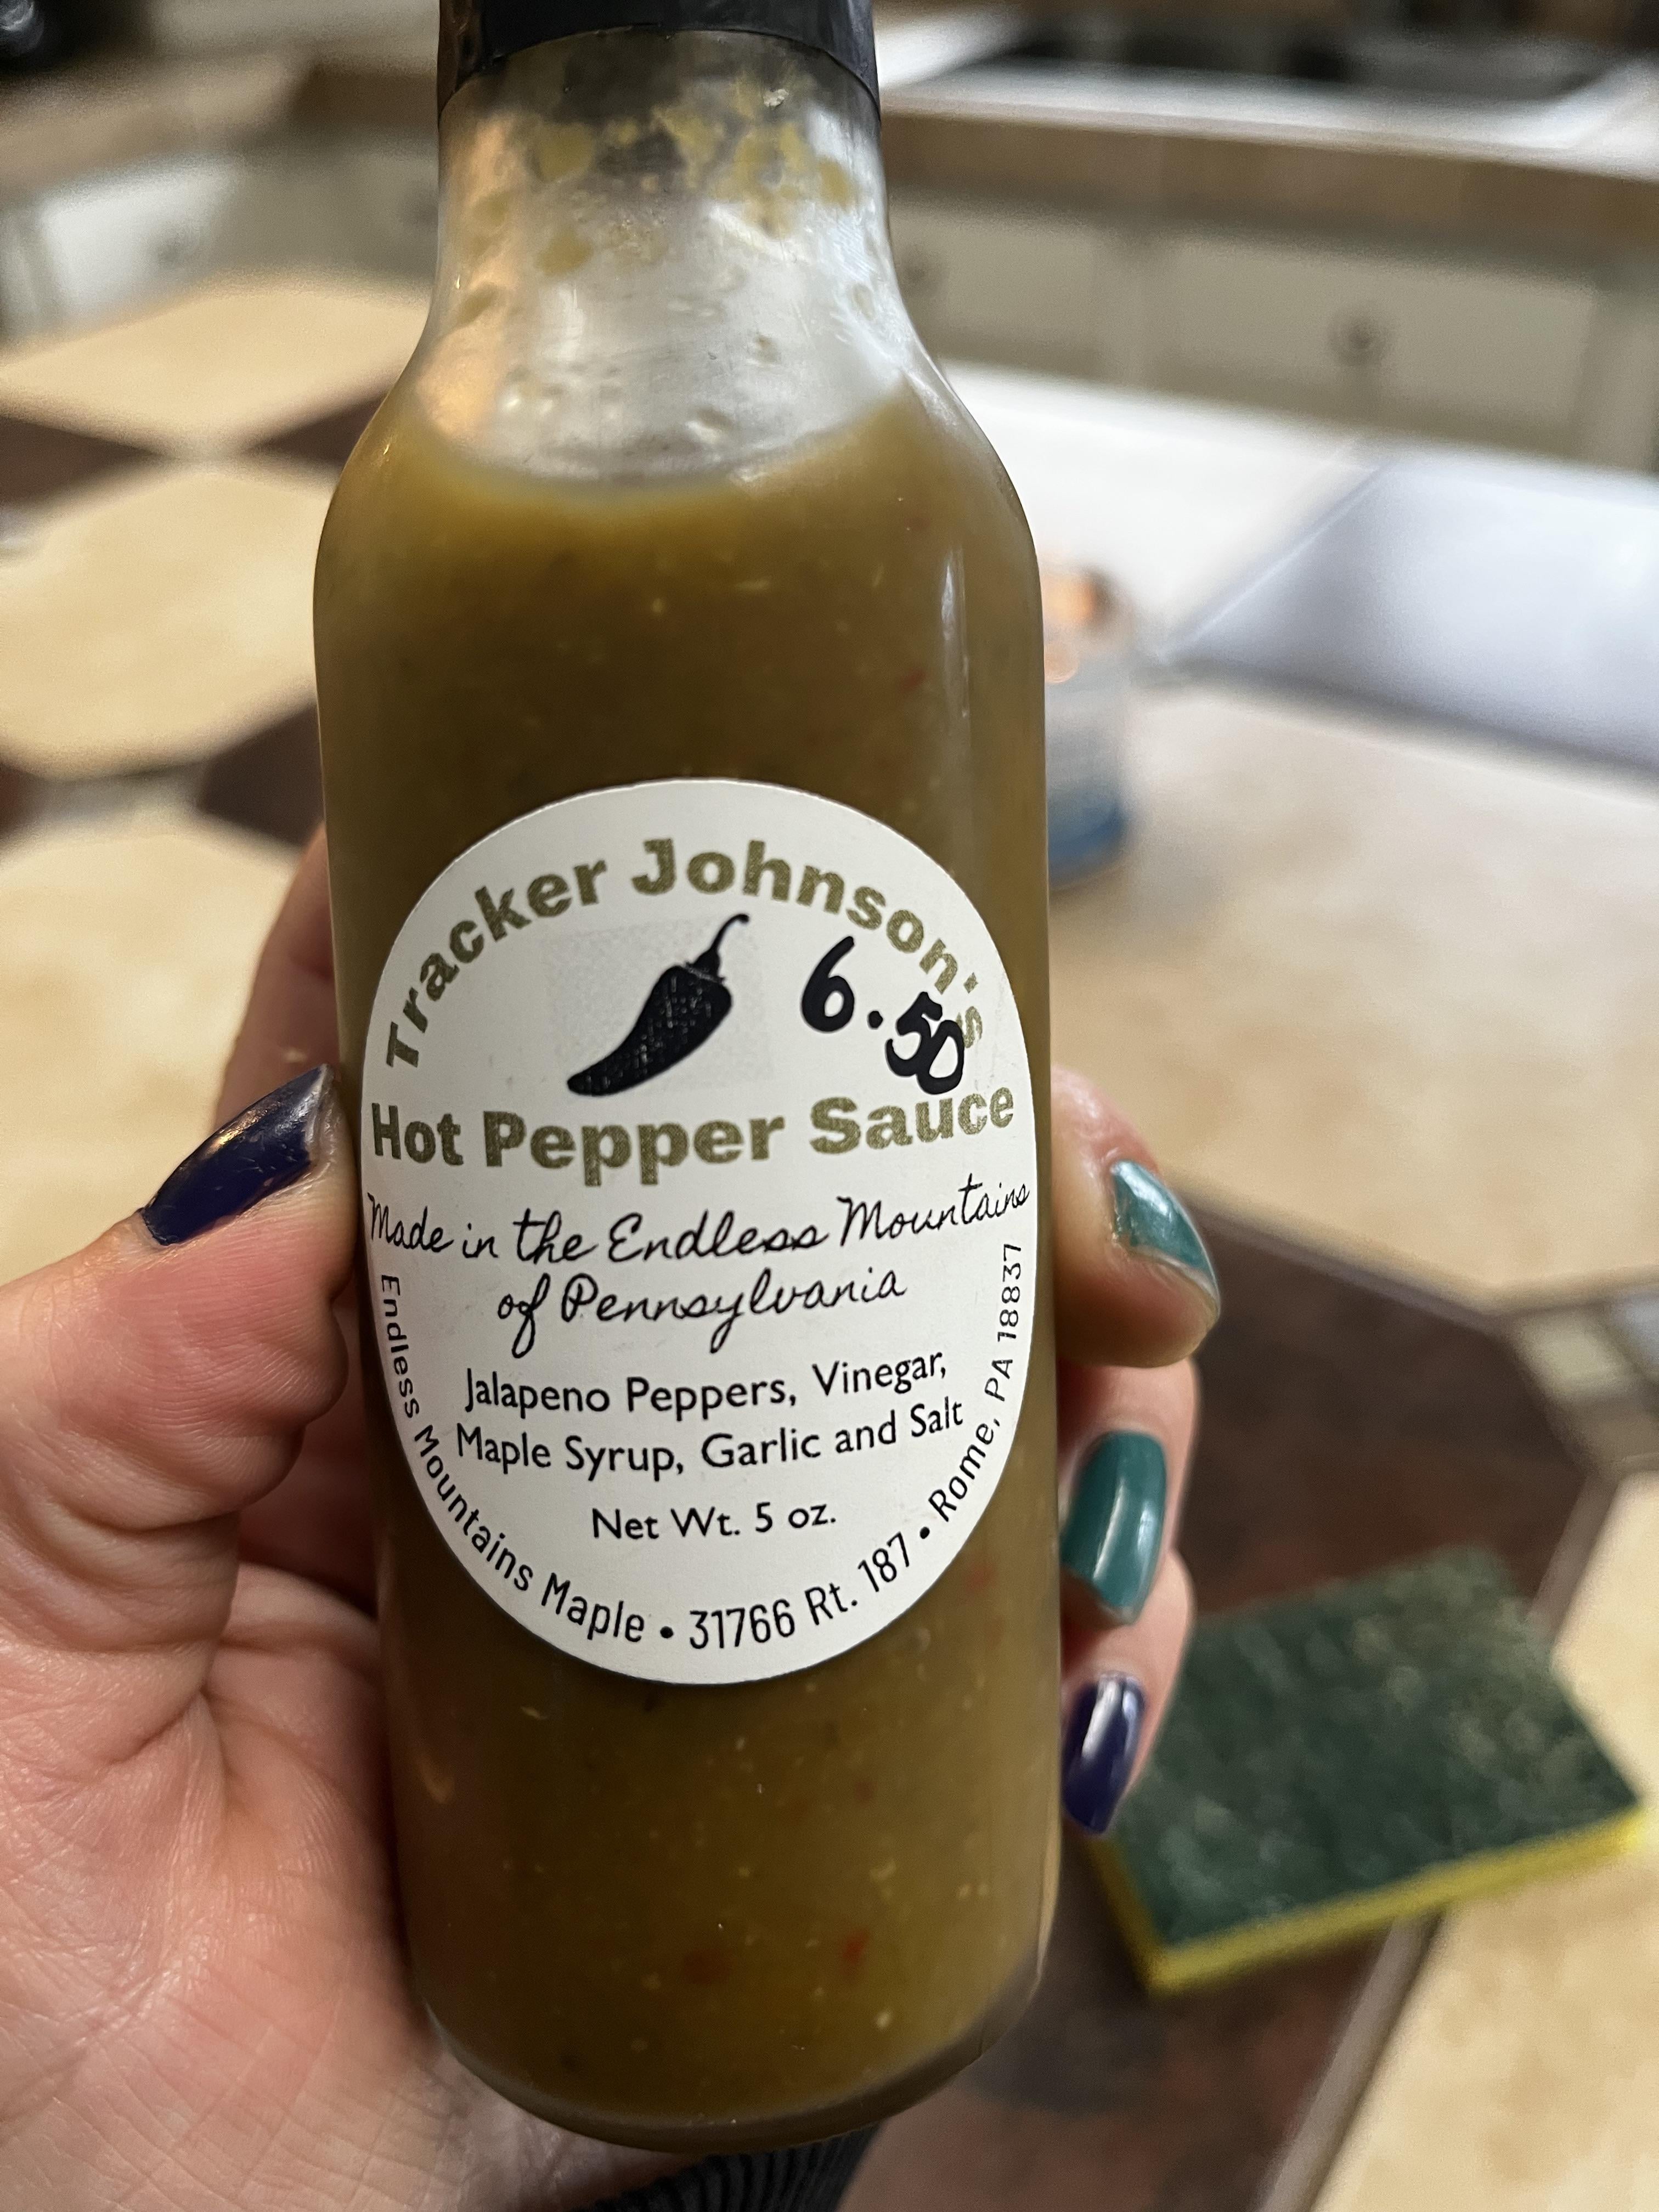 Tracker Johnson's
6.50
Hot Pepper Sauce
Made in the Endless Mountains
of Pennsylvania
Jalapeno Peppers, Vinegar,
Maple Syrup, Garlic and Salt
Net Wt. 5 oz.
Endless Mountains Maple • 31766 Rt. 187 • Rome, PA 18837